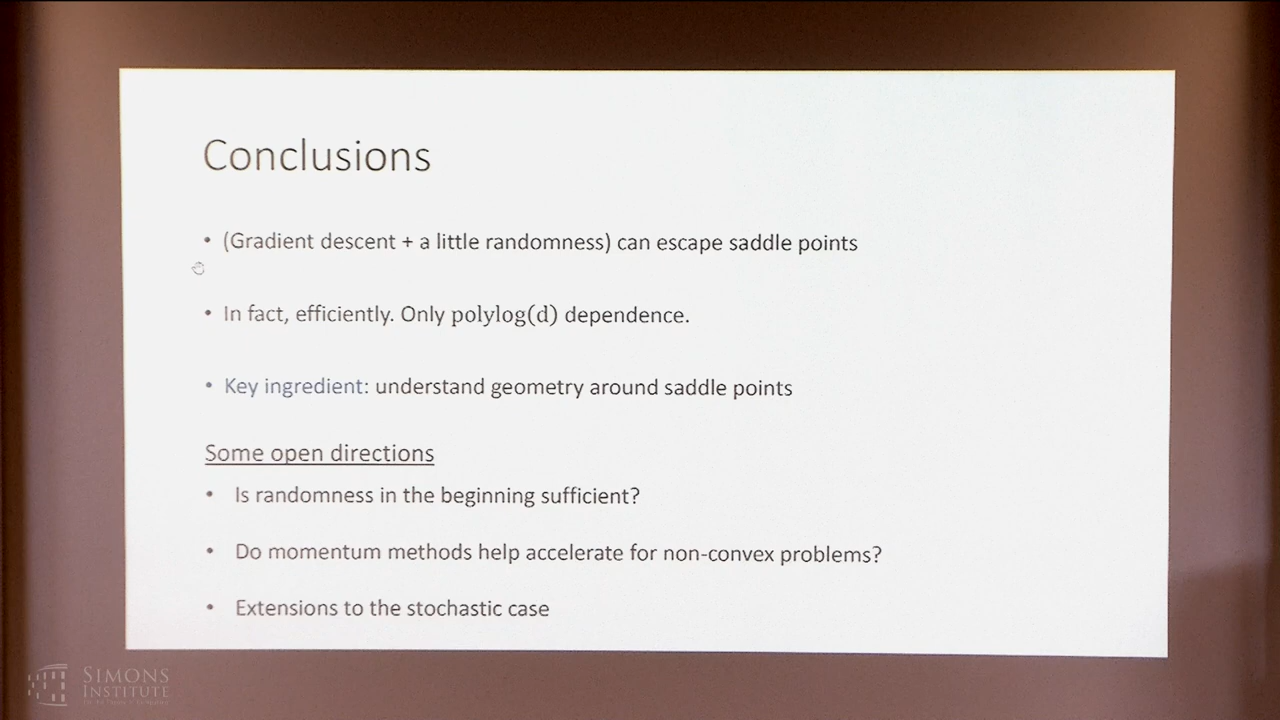 Conclusions
• (Gradient descent + a little randomness) can escape saddle points
• In fact, efficiently. Only polylog(d) dependence.
• Key ingredient: understand geometry around saddle points
Some open directions
• Is randomness in the beginning sufficient?
• Do momentum methods help accelerate for non-convex problems?
• Extensions to the stochastic case
SIMONS
INSTITUTE